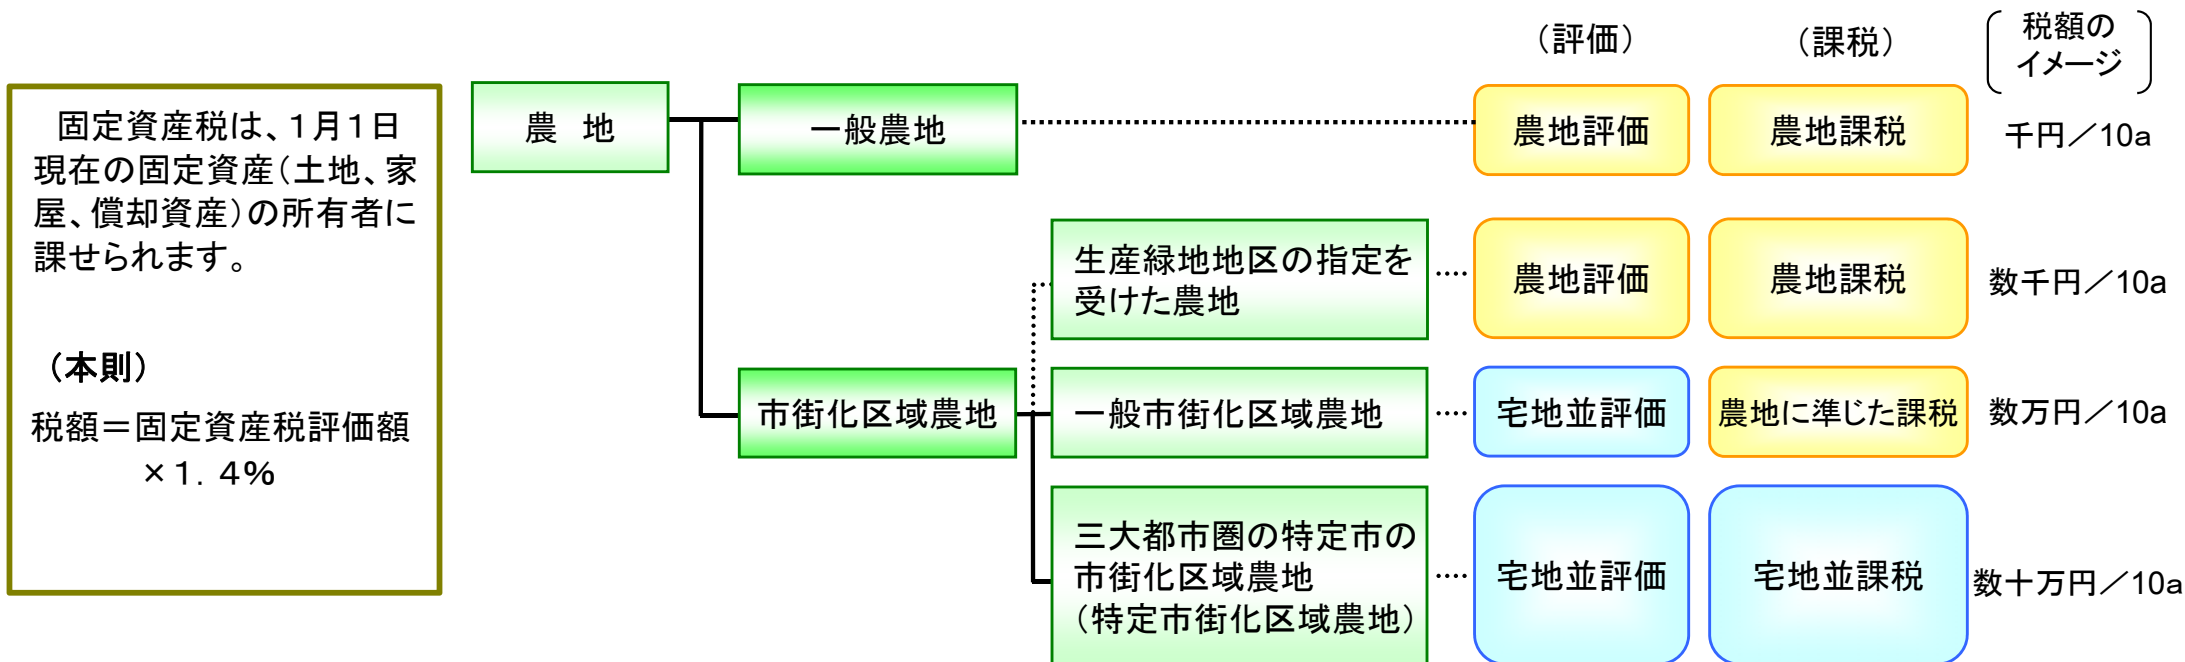 固定資産税は、1月1日
現在の固定資産(土地、家
屋、償却資産)の所有者に
課せられます。
(本則)
税額=固定資産税評価額
×1.4%
(評価)
(課税)
税額の
イメージ
農 地
一般農地
農地評価
農地課税
千円/10a
生産緑地地区の指定を
受けた農地
農地評価
農地課税
数千円/10a
市街化区域農地
一般市街化区域農地
宅地並評価
農地に準じた課税
数万円/10a
三大都市圏の特定市の
市街化区域農地
(特定市街化区域農地)
宅地並評価
宅地並課税
数十万円/10a